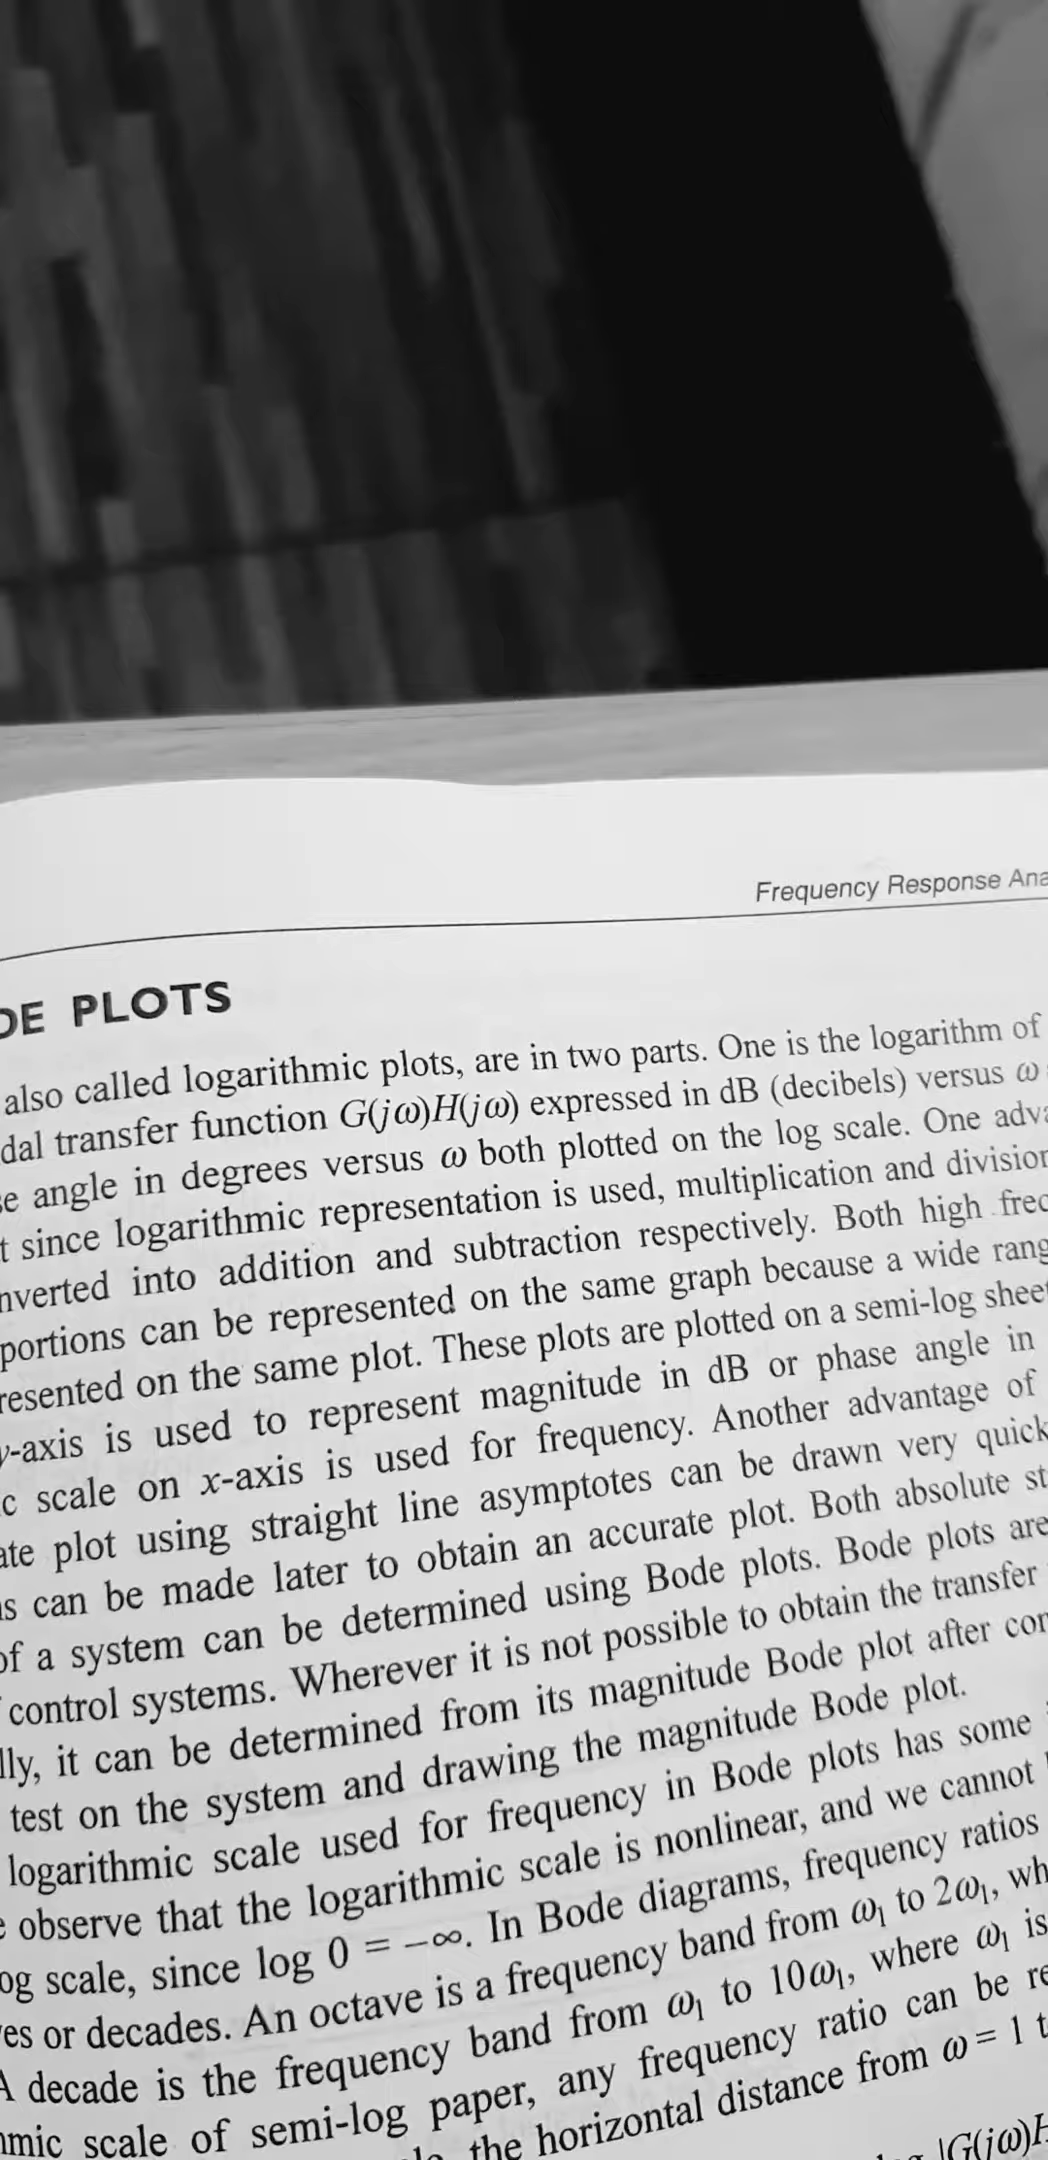 Frequency Response Ana
DE PLOTS
also called logarithmic plots, are in two parts. One is the logarithm of
dal transfer function G(jω)H(jω) expressed in dB (decibels) versus ω
se angle in degrees versus ω both plotted on the log scale. One adva
t since logarithmic representation is used, multiplication and division
nverted into addition and subtraction respectively. Both high freq
portions can be represented on the same graph because a wide rang
resented on the same plot. These plots are plotted on a semi-log sheet
y-axis is used to represent magnitude in dB or phase angle in
c scale on x-axis is used for frequency. Another advantage of
ate plot using straight line asymptotes can be drawn very quick
ns can be made later to obtain an accurate plot. Both absolute st
of a system can be determined using Bode plots. Bode plots are
control systems. Wherever it is not possible to obtain the transfer
lly, it can be determined from its magnitude Bode plot after con
test on the system and drawing the magnitude Bode plot.
logarithmic scale used for frequency in Bode plots has some
e observe that the logarithmic scale is nonlinear, and we cannot
og scale, since log 0 = –∞. In Bode diagrams, frequency ratios
es or decades. An octave is a frequency band from ω₁ to 2ω₁, wh
A decade is the frequency band from ω₁ to 10ω₁, where ω₁ is
mic scale of semi-log paper, any frequency ratio can be re
the horizontal distance from ω = 1 t
|G(jω)H